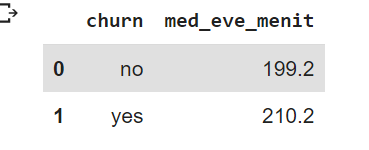 churn med_eve_menit
0 no 199.2
1 yes 210.2